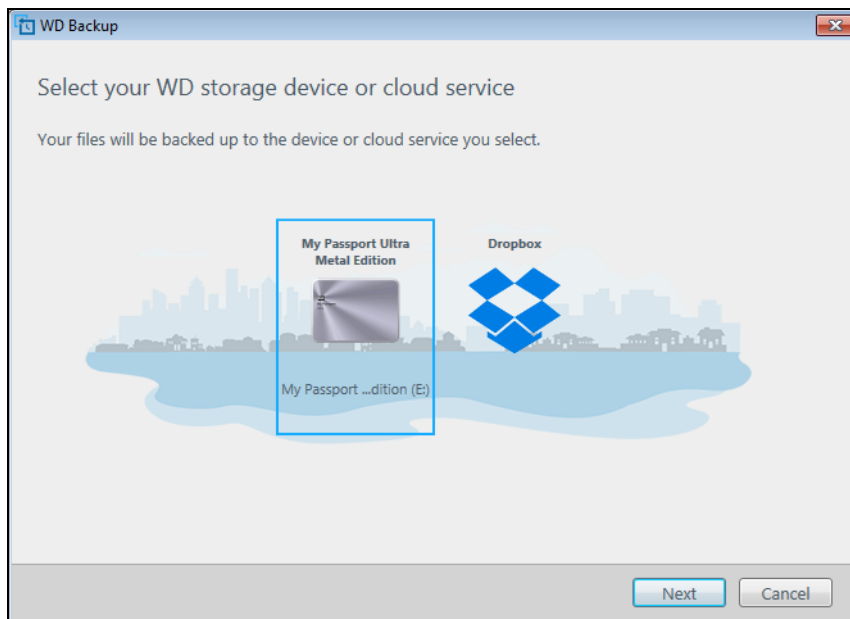 WD Backup
Select your WD storage device or cloud service
Your files will be backed up to the device or cloud service you select.
My Passport Ultra
Metal Edition
Dropbox
My Passport ...dition (E:)
Next
Cancel